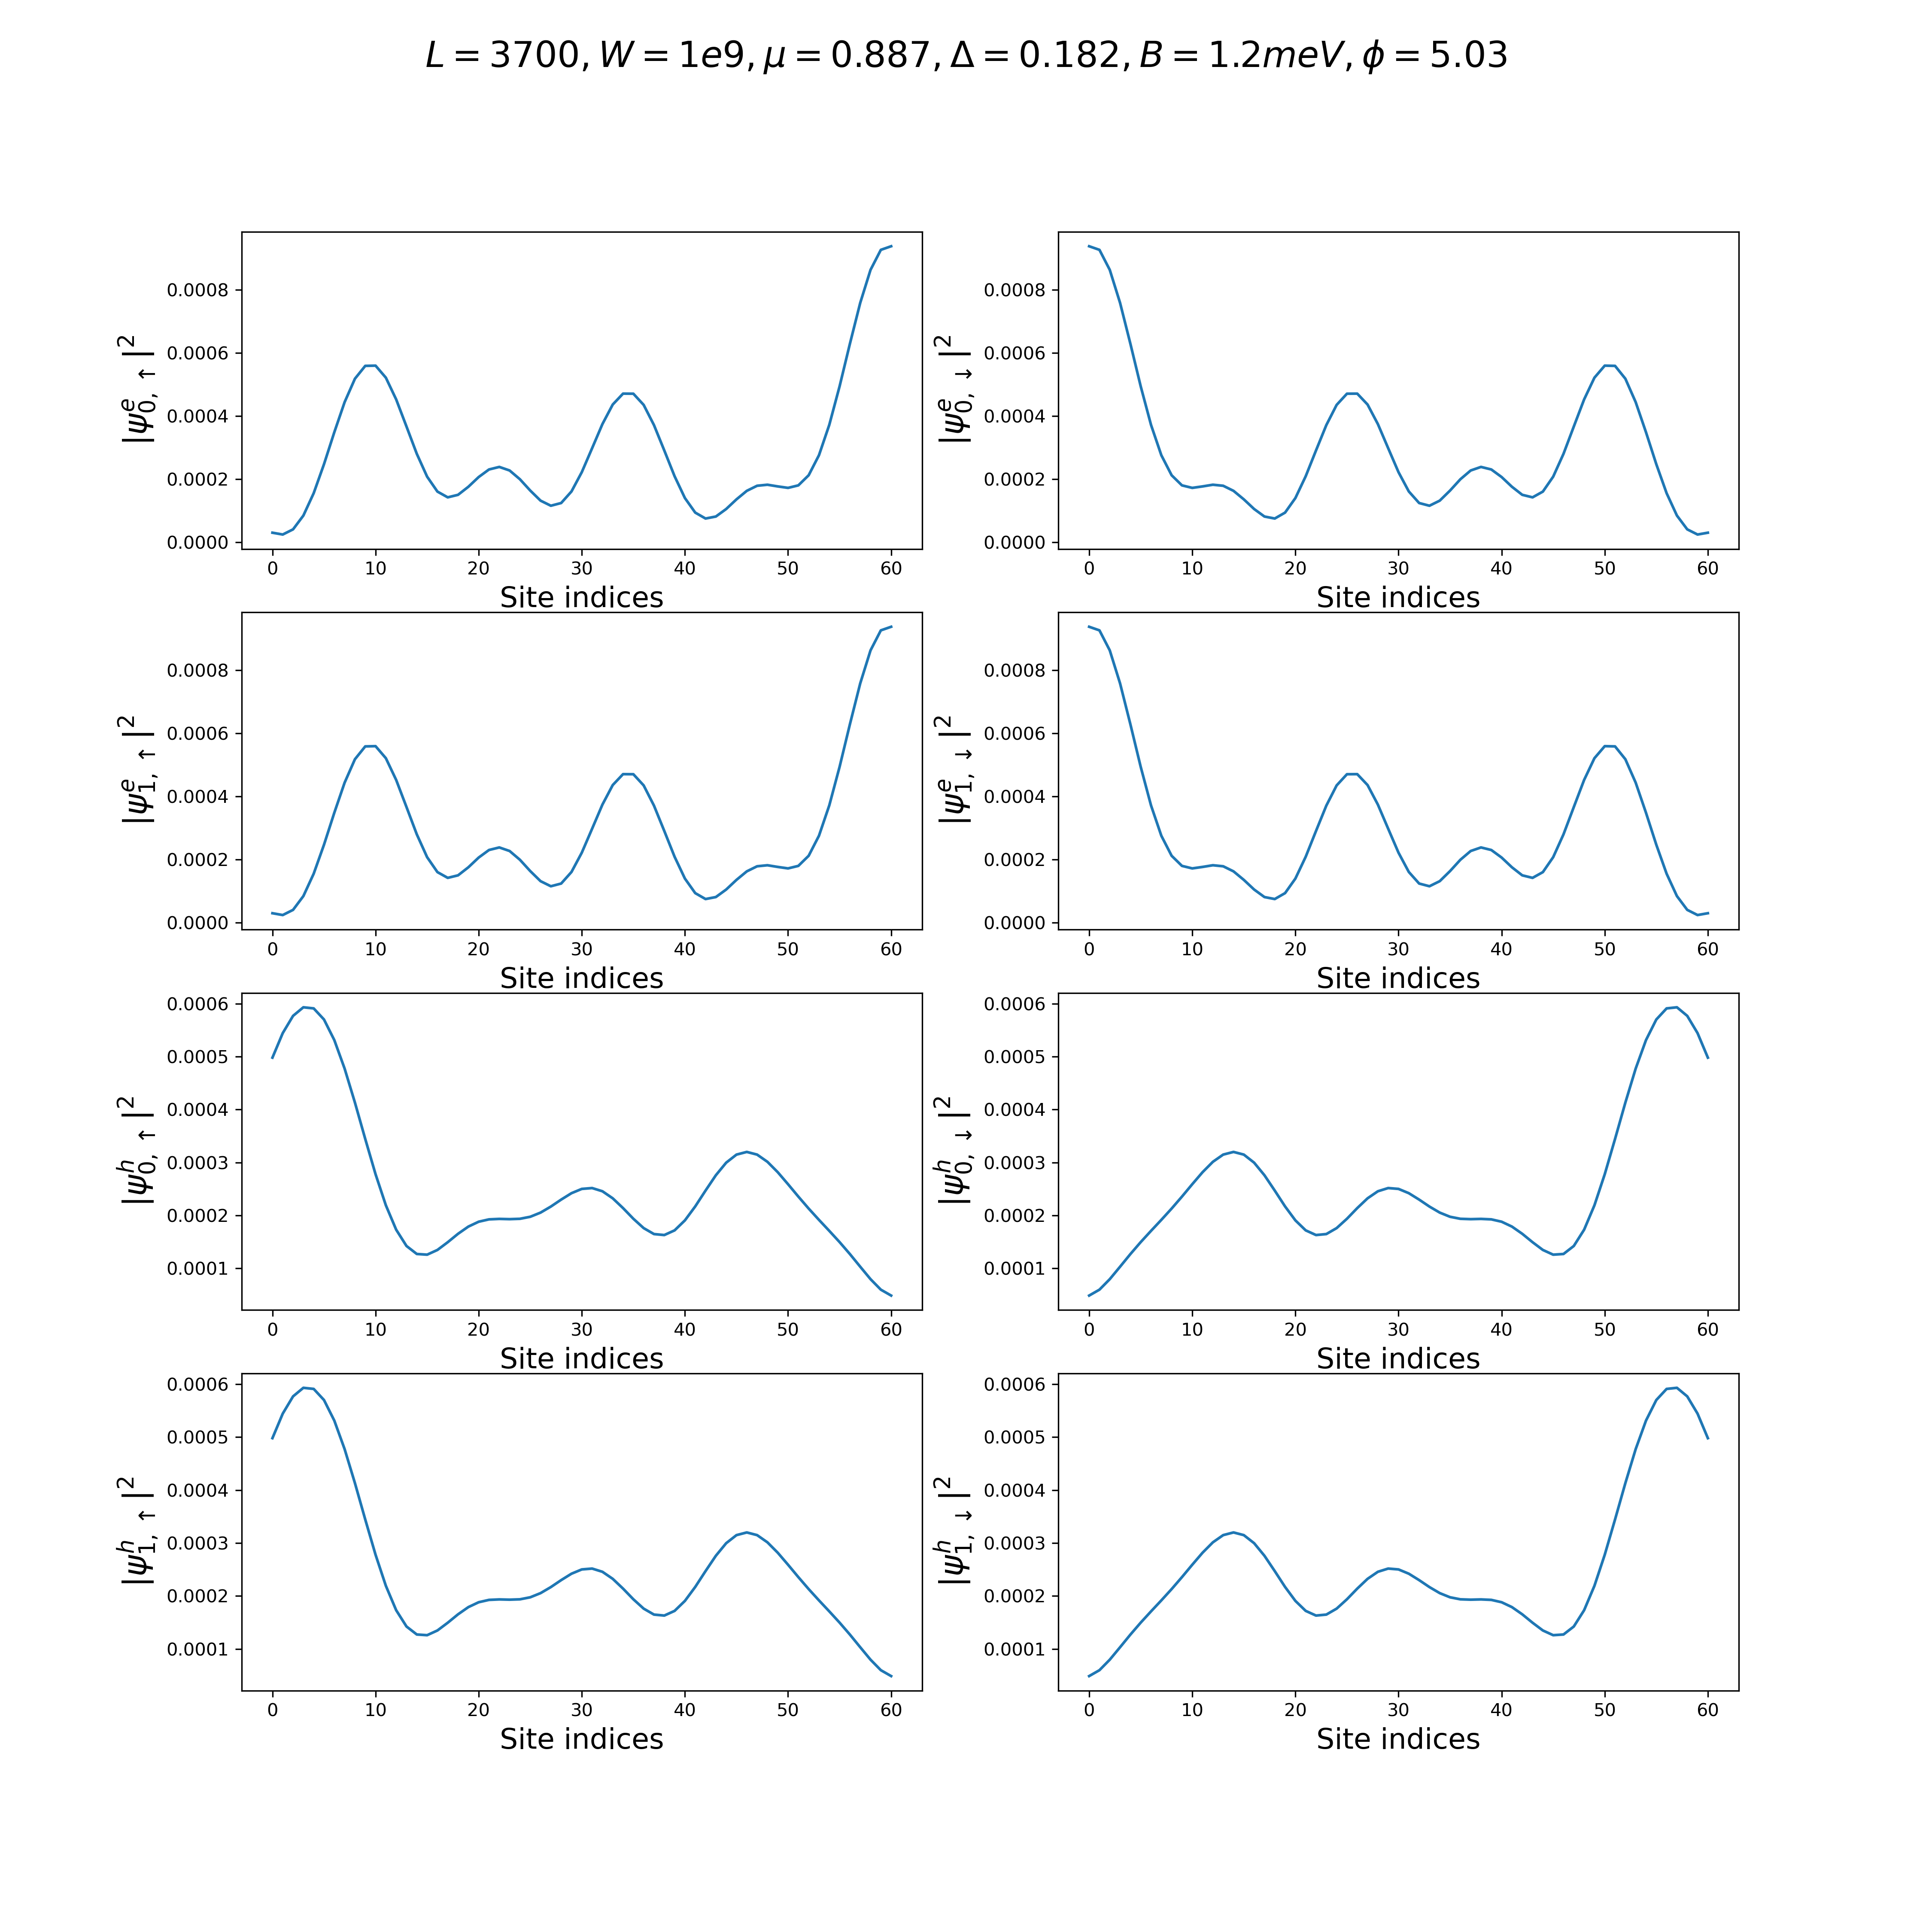 L = 3700, W = 1e9, μ = 0.887, Δ = 0.182, B = 1.2meV, ϕ = 5.03
|ψ^e_{0, ↑}|^2
0.0008
0.0006
0.0004
0.0002
0.0000
0 10 20 30 40 50 60
Site indices
|ψ^e_{0, ↓}|^2
0.0008
0.0006
0.0004
0.0002
0.0000
0 10 20 30 40 50 60
Site indices
|ψ^e_{1, ↑}|^2
0.0008
0.0006
0.0004
0.0002
0.0000
0 10 20 30 40 50 60
Site indices
|ψ^e_{1, ↓}|^2
0.0008
0.0006
0.0004
0.0002
0.0000
0 10 20 30 40 50 60
Site indices
|ψ^h_{0, ↑}|^2
0.0006
0.0005
0.0004
0.0003
0.0002
0.0001
0 10 20 30 40 50 60
Site indices
|ψ^h_{0, ↓}|^2
0.0006
0.0005
0.0004
0.0003
0.0002
0.0001
0 10 20 30 40 50 60
Site indices
|ψ^h_{1, ↑}|^2
0.0006
0.0005
0.0004
0.0003
0.0002
0.0001
0 10 20 30 40 50 60
Site indices
|ψ^h_{1, ↓}|^2
0.0006
0.0005
0.0004
0.0003
0.0002
0.0001
0 10 20 30 40 50 60
Site indices